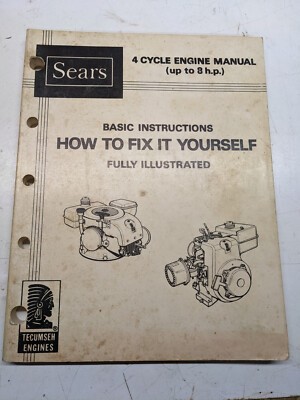 Sears
4 CYCLE ENGINE MANUAL
(up to 8 h.p.)
BASIC INSTRUCTIONS
HOW TO FIX IT YOURSELF
FULLY ILLUSTRATED
TECUMSEH
ENGINES